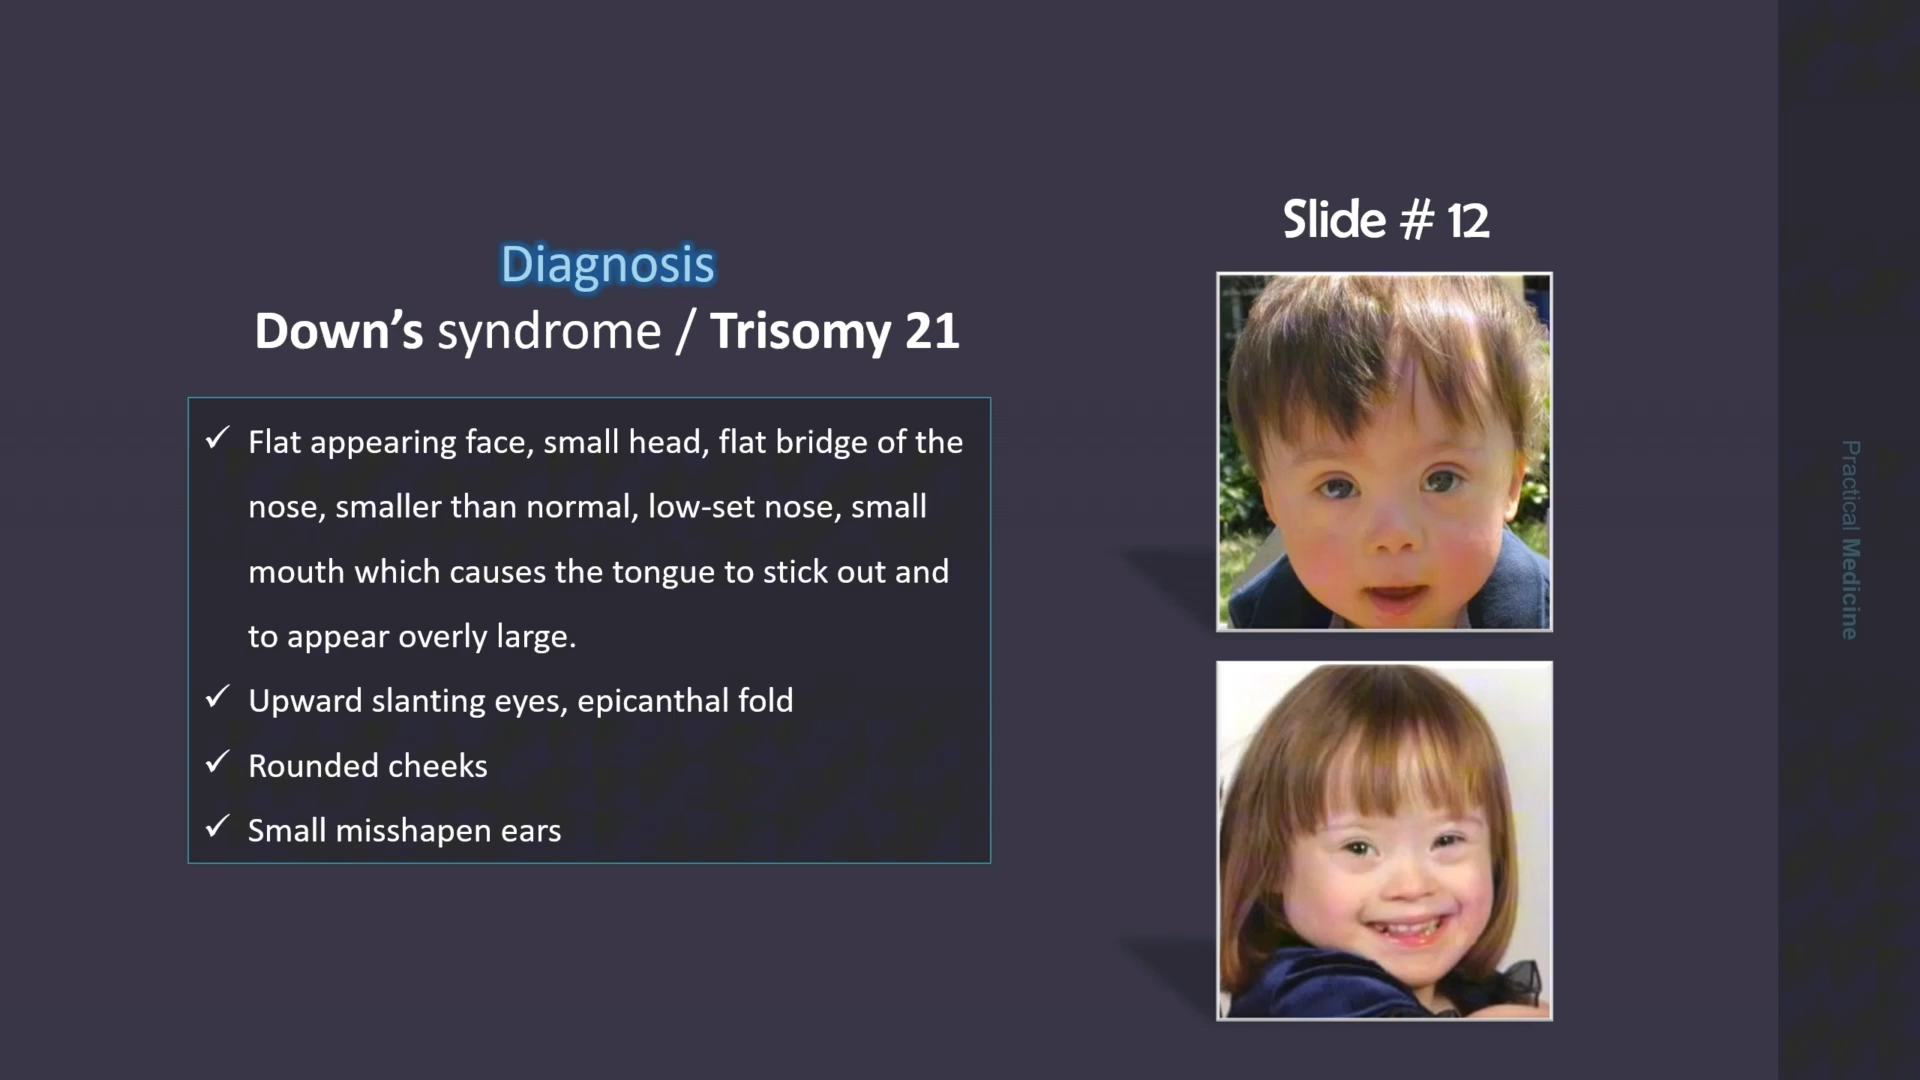 Slide # 12
Diagnosis
Down’s syndrome / Trisomy 21
✓ Flat appearing face, small head, flat bridge of the
nose, smaller than normal, low-set nose, small
mouth which causes the tongue to stick out and
to appear overly large.
✓ Upward slanting eyes, epicanthal fold
✓ Rounded cheeks
✓ Small misshapen ears
Practical Medicine